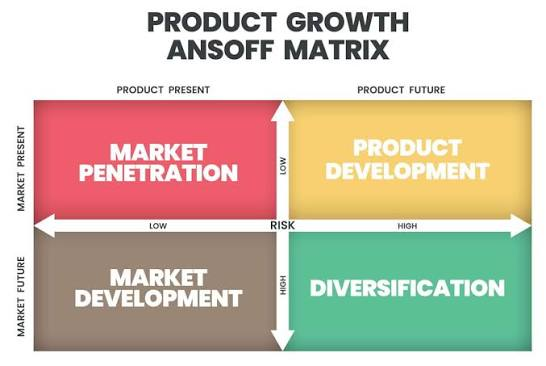 PRODUCT GROWTH
ANSOFF MATRIX
PRODUCT PRESENT
PRODUCT FUTURE
MARKET PRESENT
MARKET
PENETRATION
LOW
PRODUCT
DEVELOPMENT
LOW
RISK
HIGH
MARKET FUTURE
MARKET
DEVELOPMENT
HIGH
DIVERSIFICATION